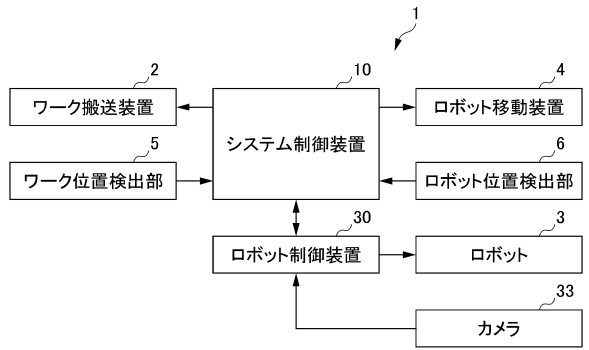 1
2
ワーク搬送装置
10
システム制御装置
4
ロボット移動装置
5
ワーク位置検出部
6
ロボット位置検出部
30
ロボット制御装置
3
ロボット
33
カメラ